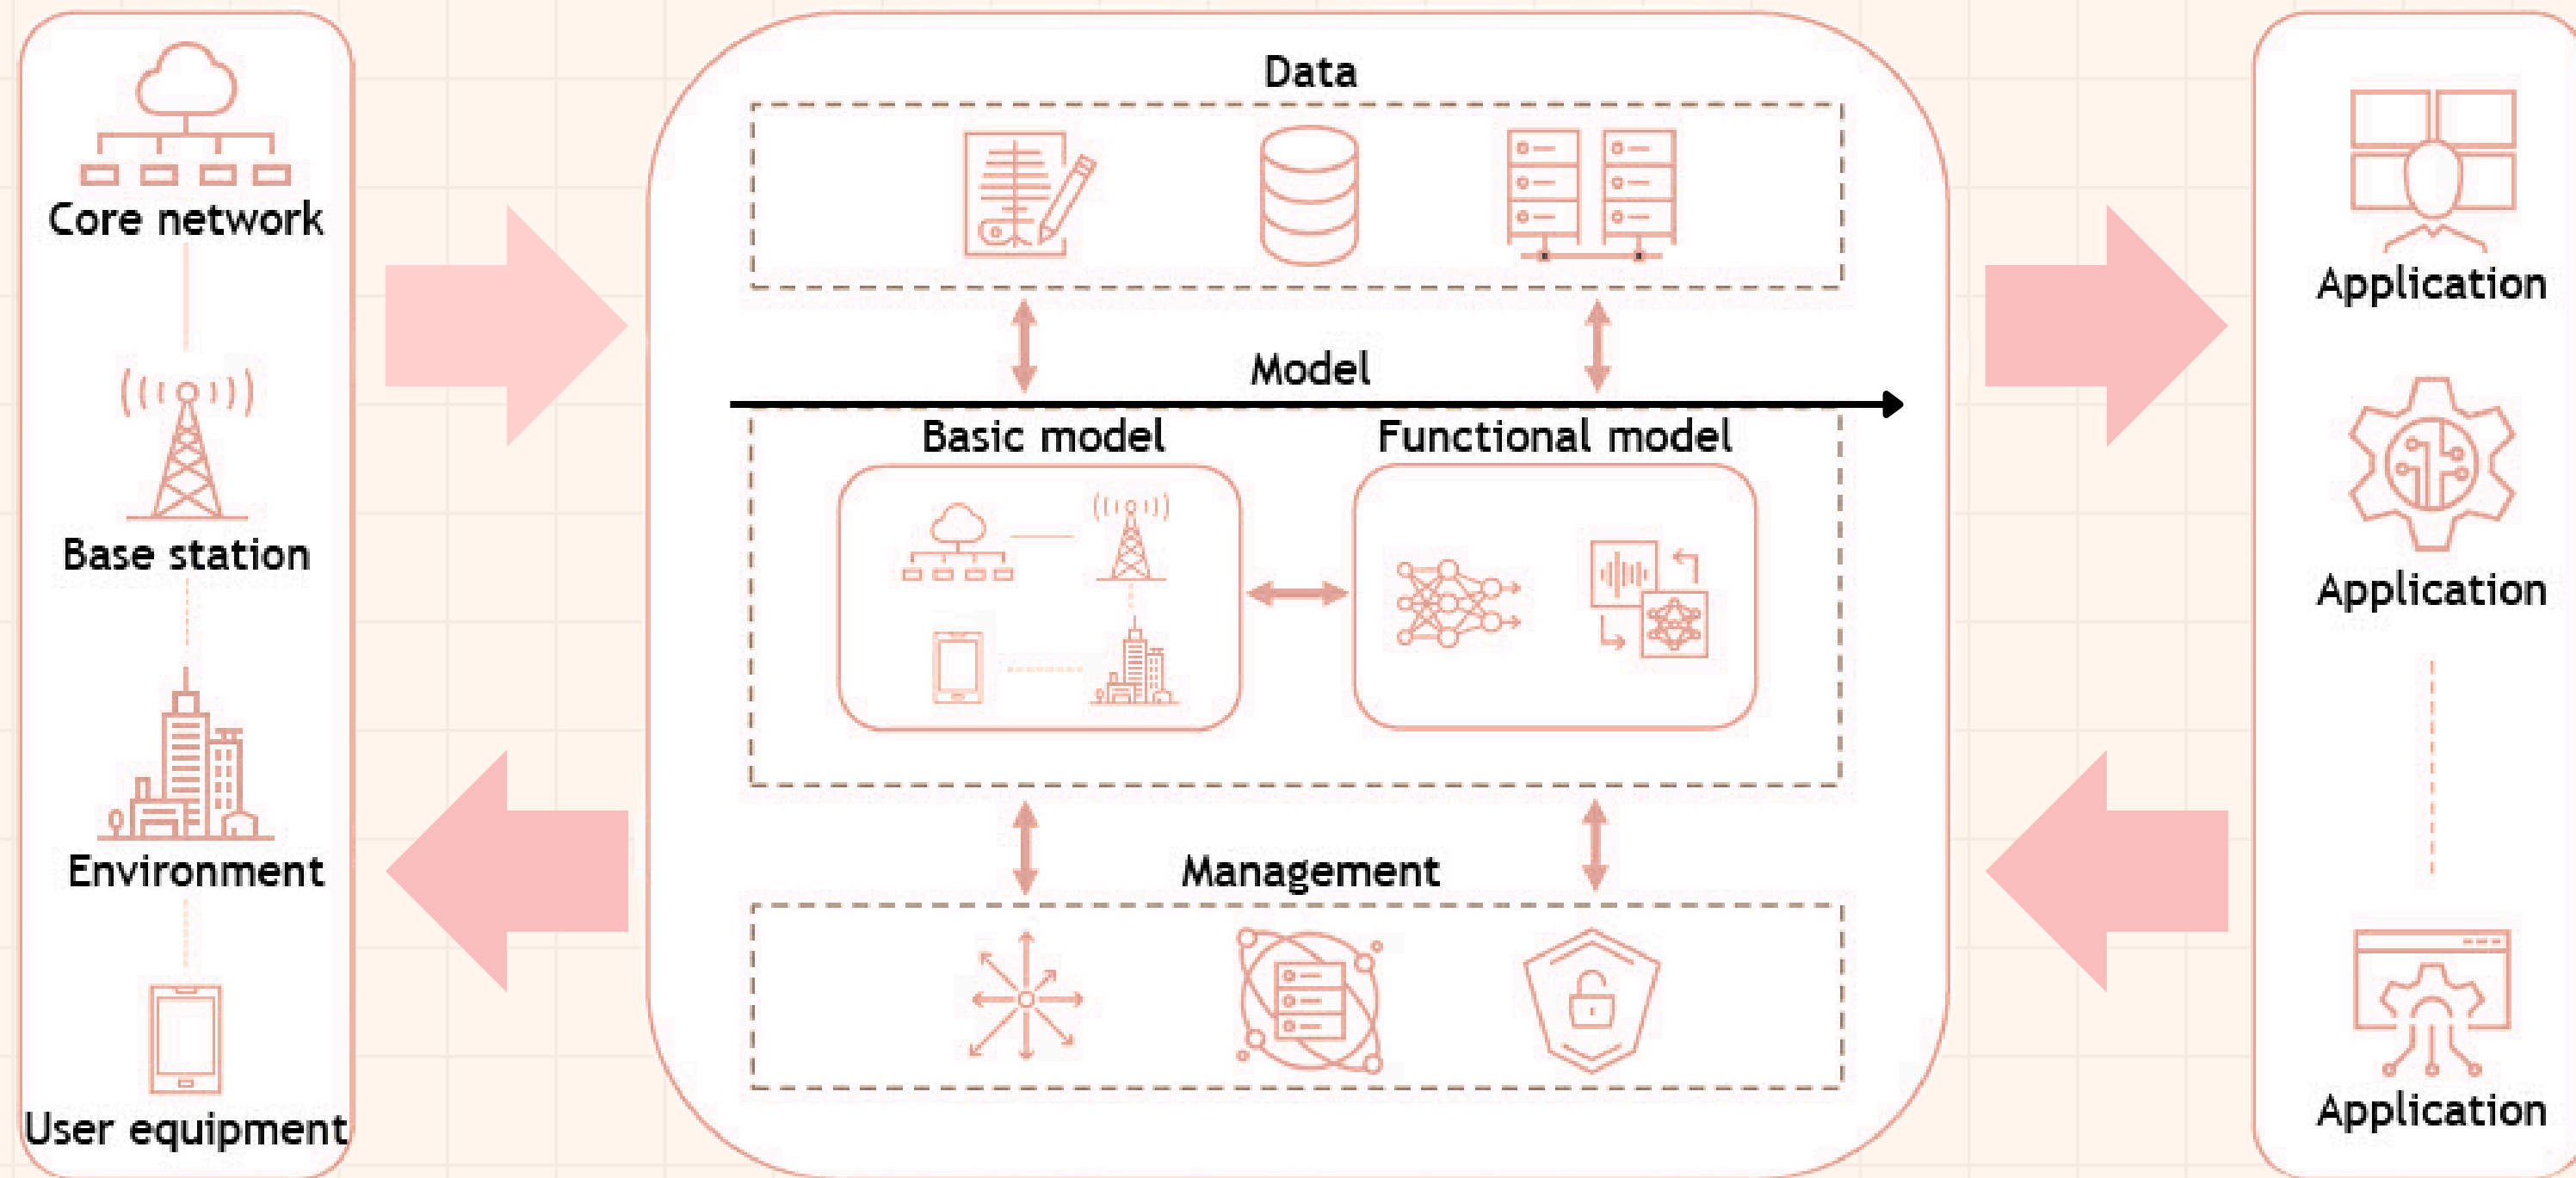 Core network
Base station
Environment
User equipment
Data
Model
Basic model
Functional model
Management
Application
Application
Application